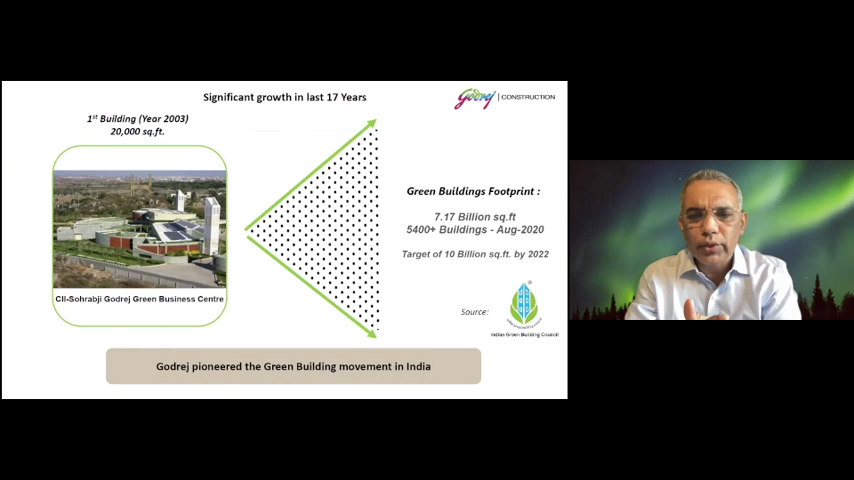 Significant growth in last 17 Years
Godrej | CONSTRUCTION
1st Building (Year 2003)
20,000 sq.ft.
CII-Sohrabji Godrej Green Business Centre
Green Buildings Footprint :
7.17 Billion sq.ft
5400+ Buildings - Aug-2020
Target of 10 Billion sq.ft. by 2022
Source:
Indian Green Building Council
Godrej pioneered the Green Building movement in India